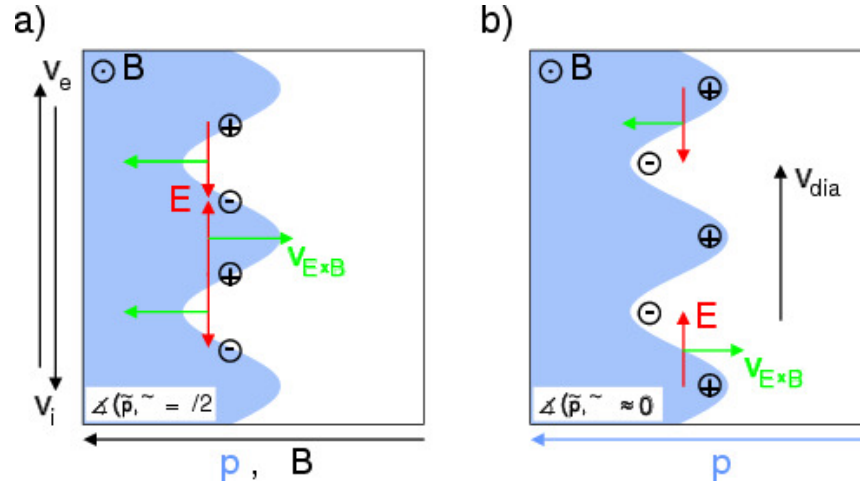 a)
b)
B
B
v_e
v_i
E
v_E×B
v_dia
E
v_E×B
∡(p̃,~ = /2
∡(p̃,~ ≈0
p , B
p